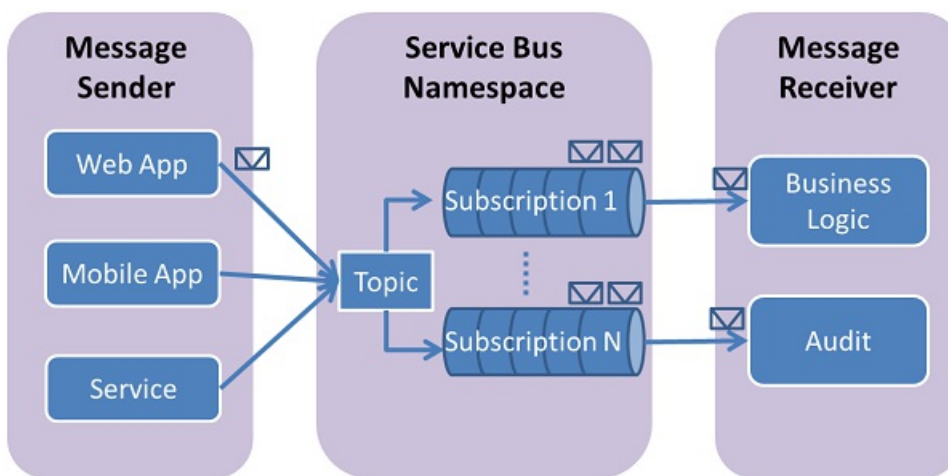 Message
Sender
Web App
Mobile App
Service
Service Bus
Namespace
Topic
Subscription 1
Subscription N
Message
Receiver
Business
Logic
Audit